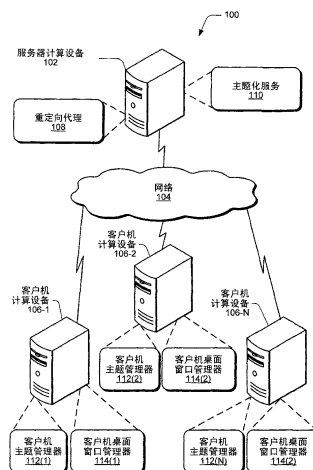 100
服务器计算设备
102
主题化服务
110
重定向代理
108
网络
104
客户机
计算设备
106-2
客户机
计算设备
106-1
客户机
计算设备
106-N
客户机
主题管理器
112(2)
客户机桌面
窗口管理器
114(2)
客户机
主题管理器
112(1)
客户机桌面
窗口管理器
114(1)
客户机
主题管理器
112(N)
客户机桌面
窗口管理器
114(2)